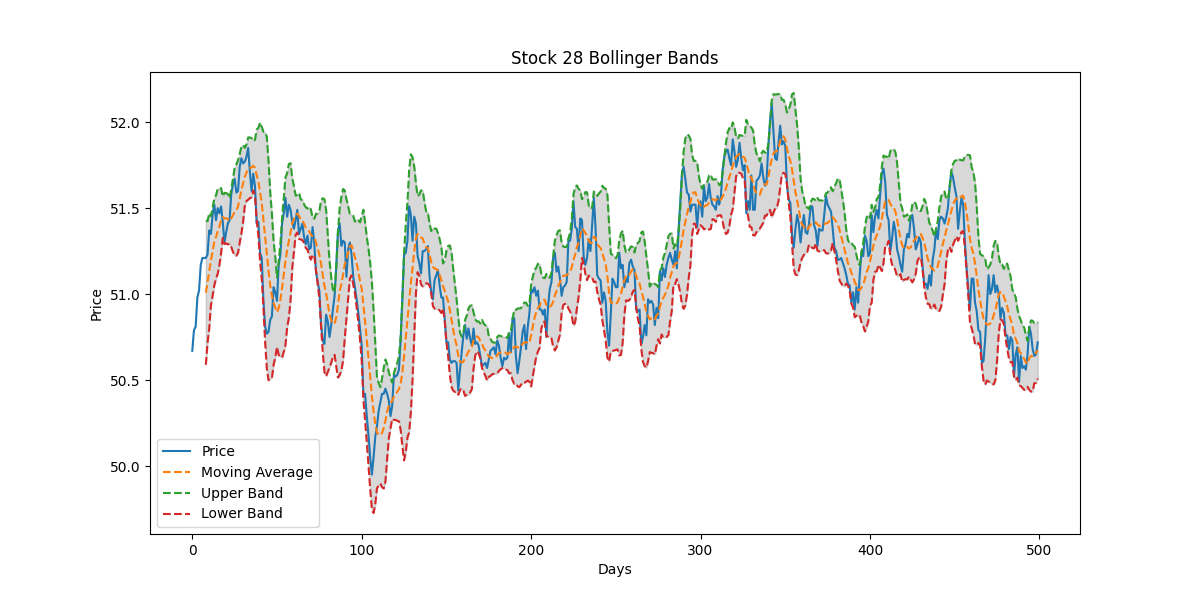 Stock 28 Bollinger Bands
Price
52.0
51.5
51.0
50.5
50.0
Price
Moving Average
Upper Band
Lower Band
0 100 200 300 400 500
Days